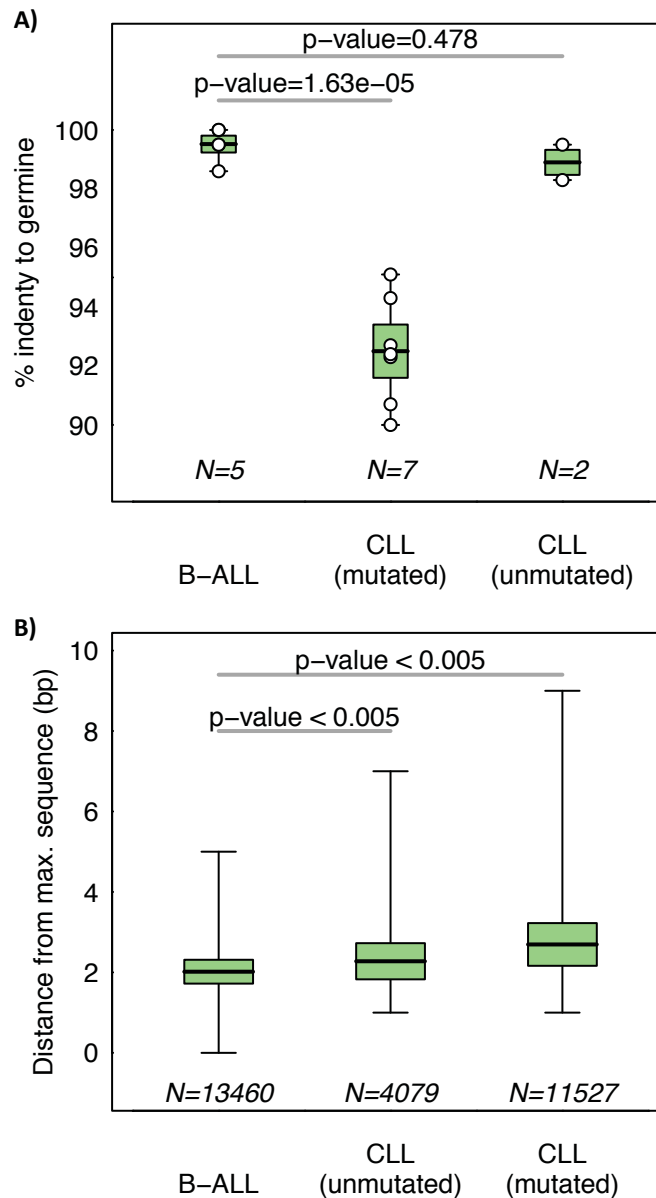 A)
p-value=0.478
p-value=1.63e-05
100
98
96
94
92
90
% indenty to germine
N=5 N=7 N=2
B-ALL
CLL
(mutated)
CLL
(unmutated)
B)
10
8
6
4
2
0
Distance from max. sequence (bp)
p-value < 0.005
p-value < 0.005
N=13460 N=4079 N=11527
B-ALL
CLL
(unmutated)
CLL
(mutated)